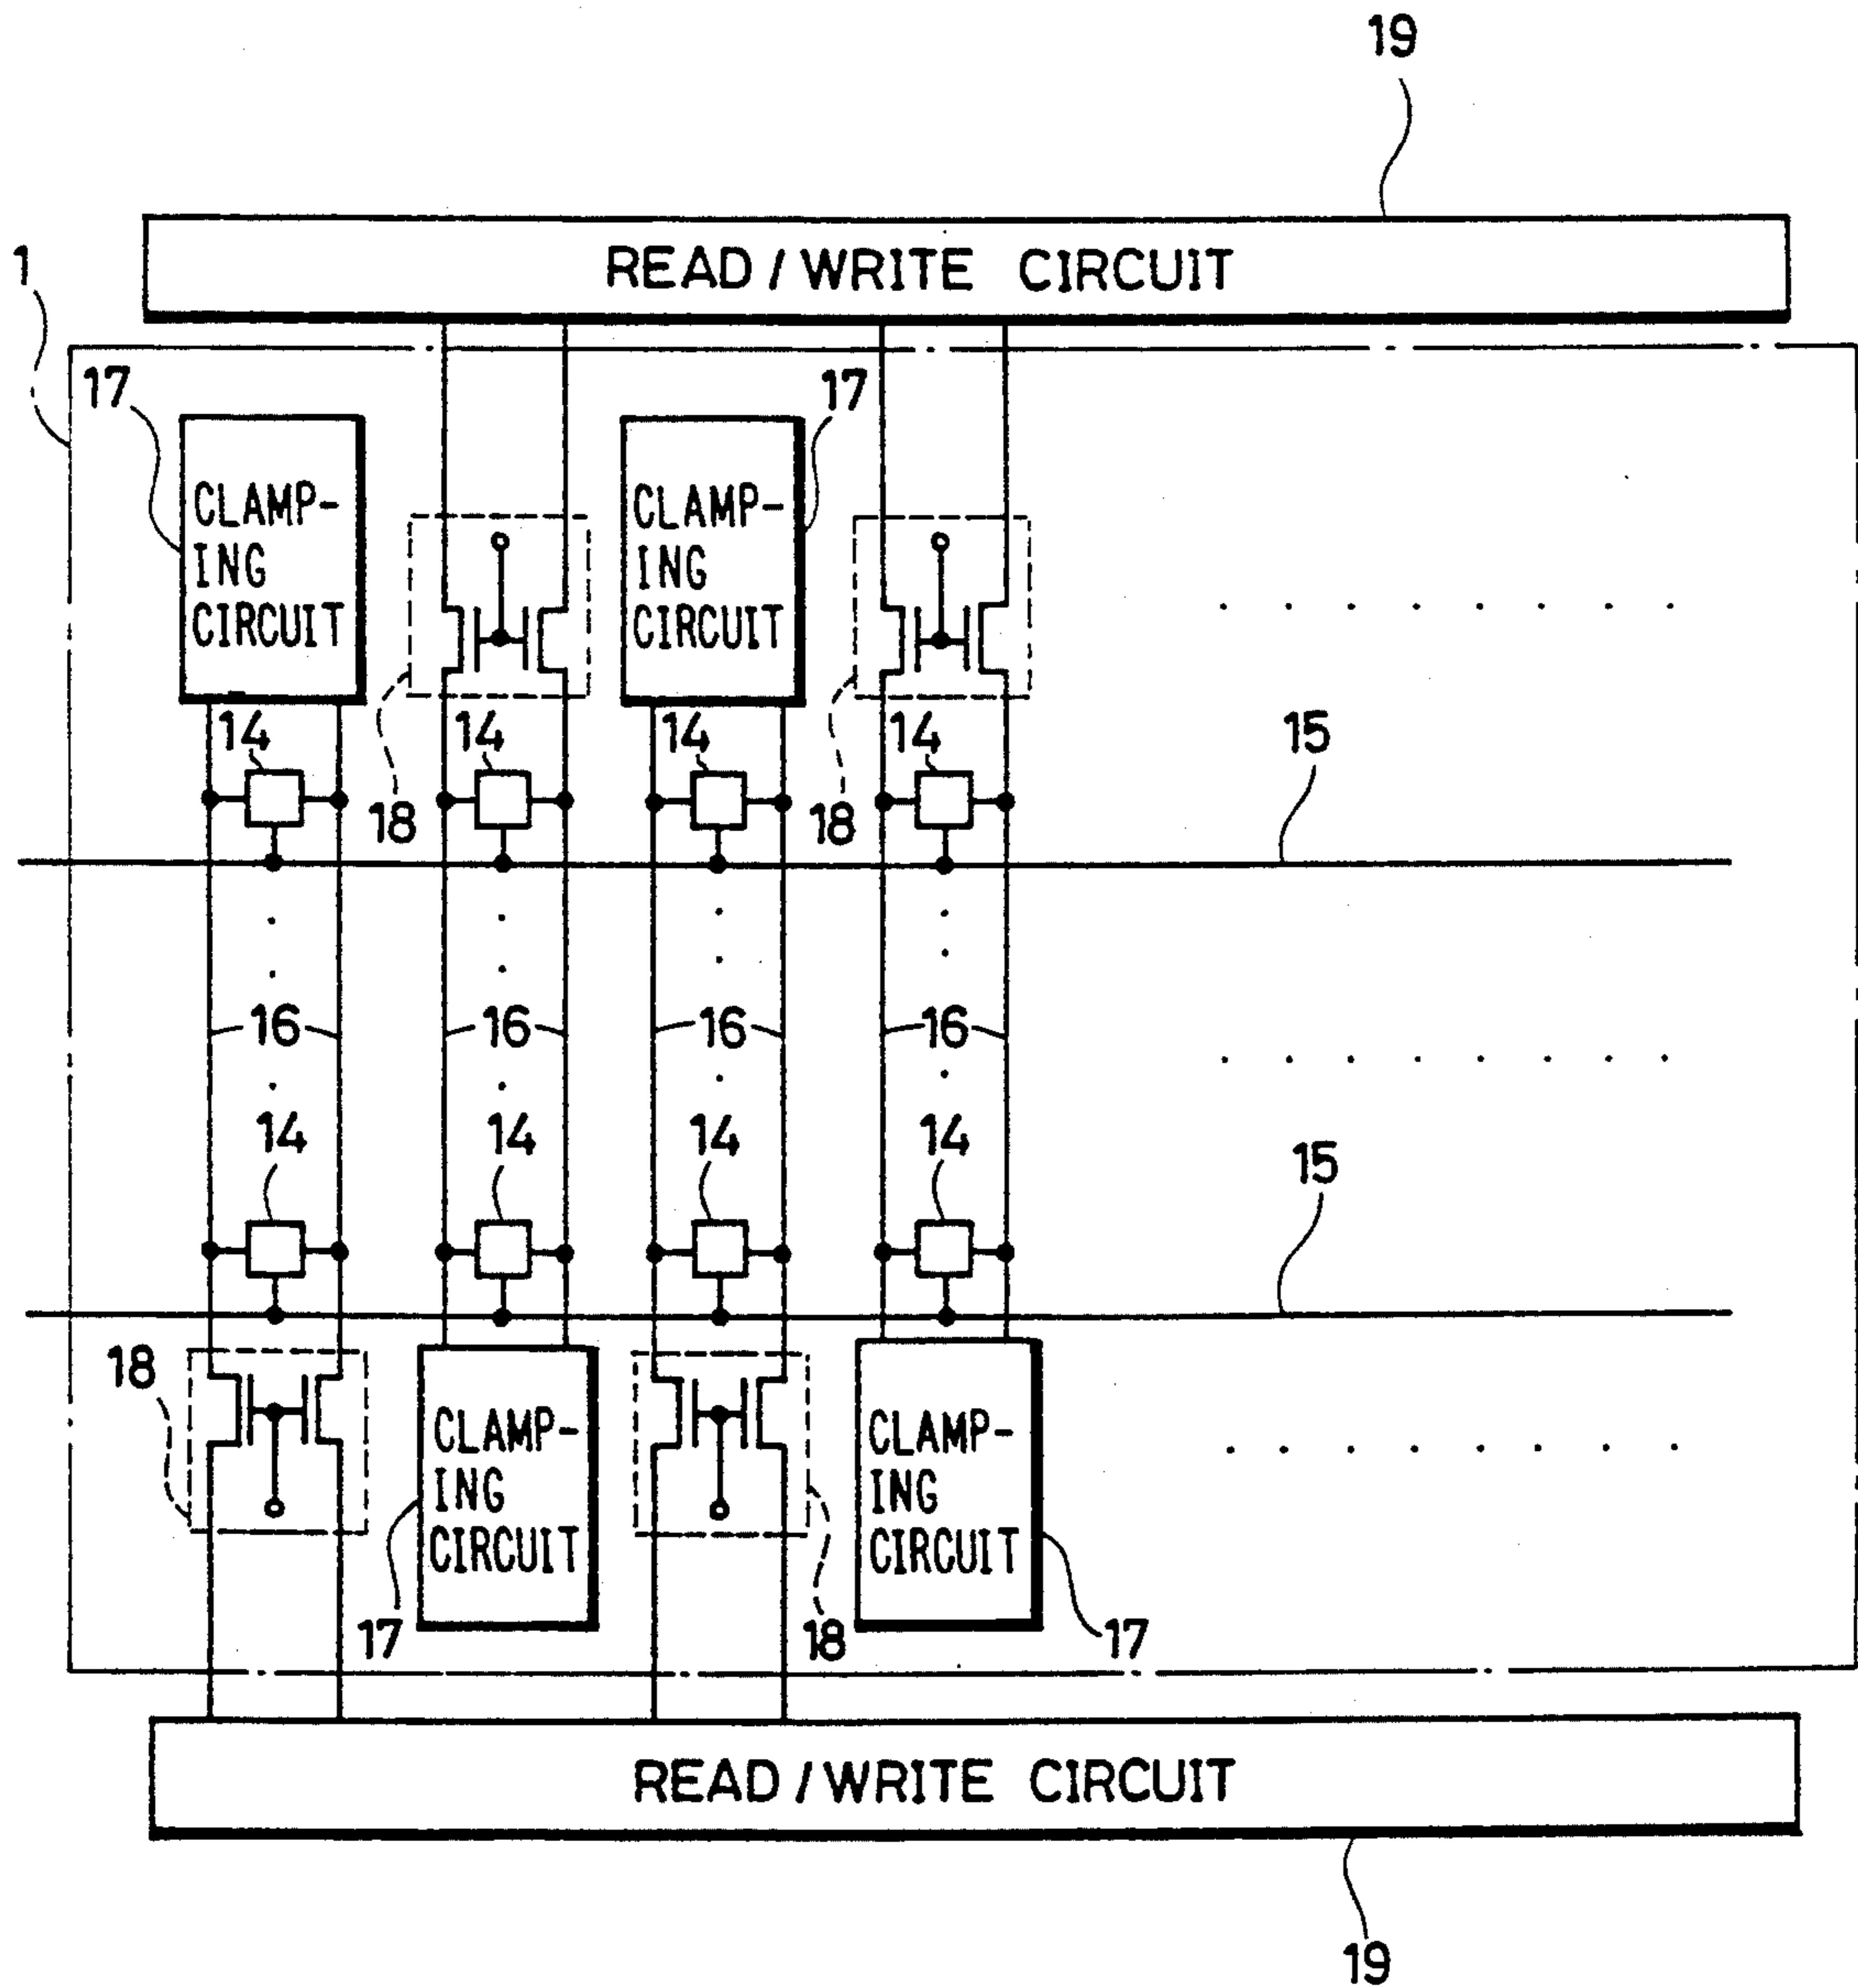 19
READ / WRITE CIRCUIT
1
17
17
CLAMP-
ING
CIRCUIT
CLAMP-
ING
CIRCUIT
14
18
14
14
18
14
15
16
16
16
16
14
14
14
14
15
18
CLAMP-
ING
CIRCUIT
CLAMP-
ING
CIRCUIT
17
18
17
READ / WRITE CIRCUIT
19